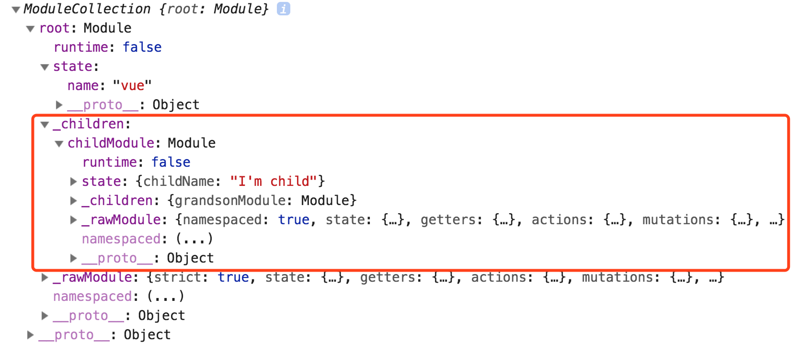 ModuleCollection {root: Module} i
root: Module
runtime: false
state:
name: "vue"
__proto__: Object
_children:
childModule: Module
runtime: false
state: {childName: "I'm child"}
_children: {grandsonModule: Module}
_rawModule: {namespaced: true, state: {…}, getters: {…}, actions: {…}, mutations: {…}, …}
namespaced: (...)
__proto__: Object
_rawModule: {strict: true, state: {…}, getters: {…}, actions: {…}, mutations: {…}, …}
namespaced: (...)
__proto__: Object
__proto__: Object